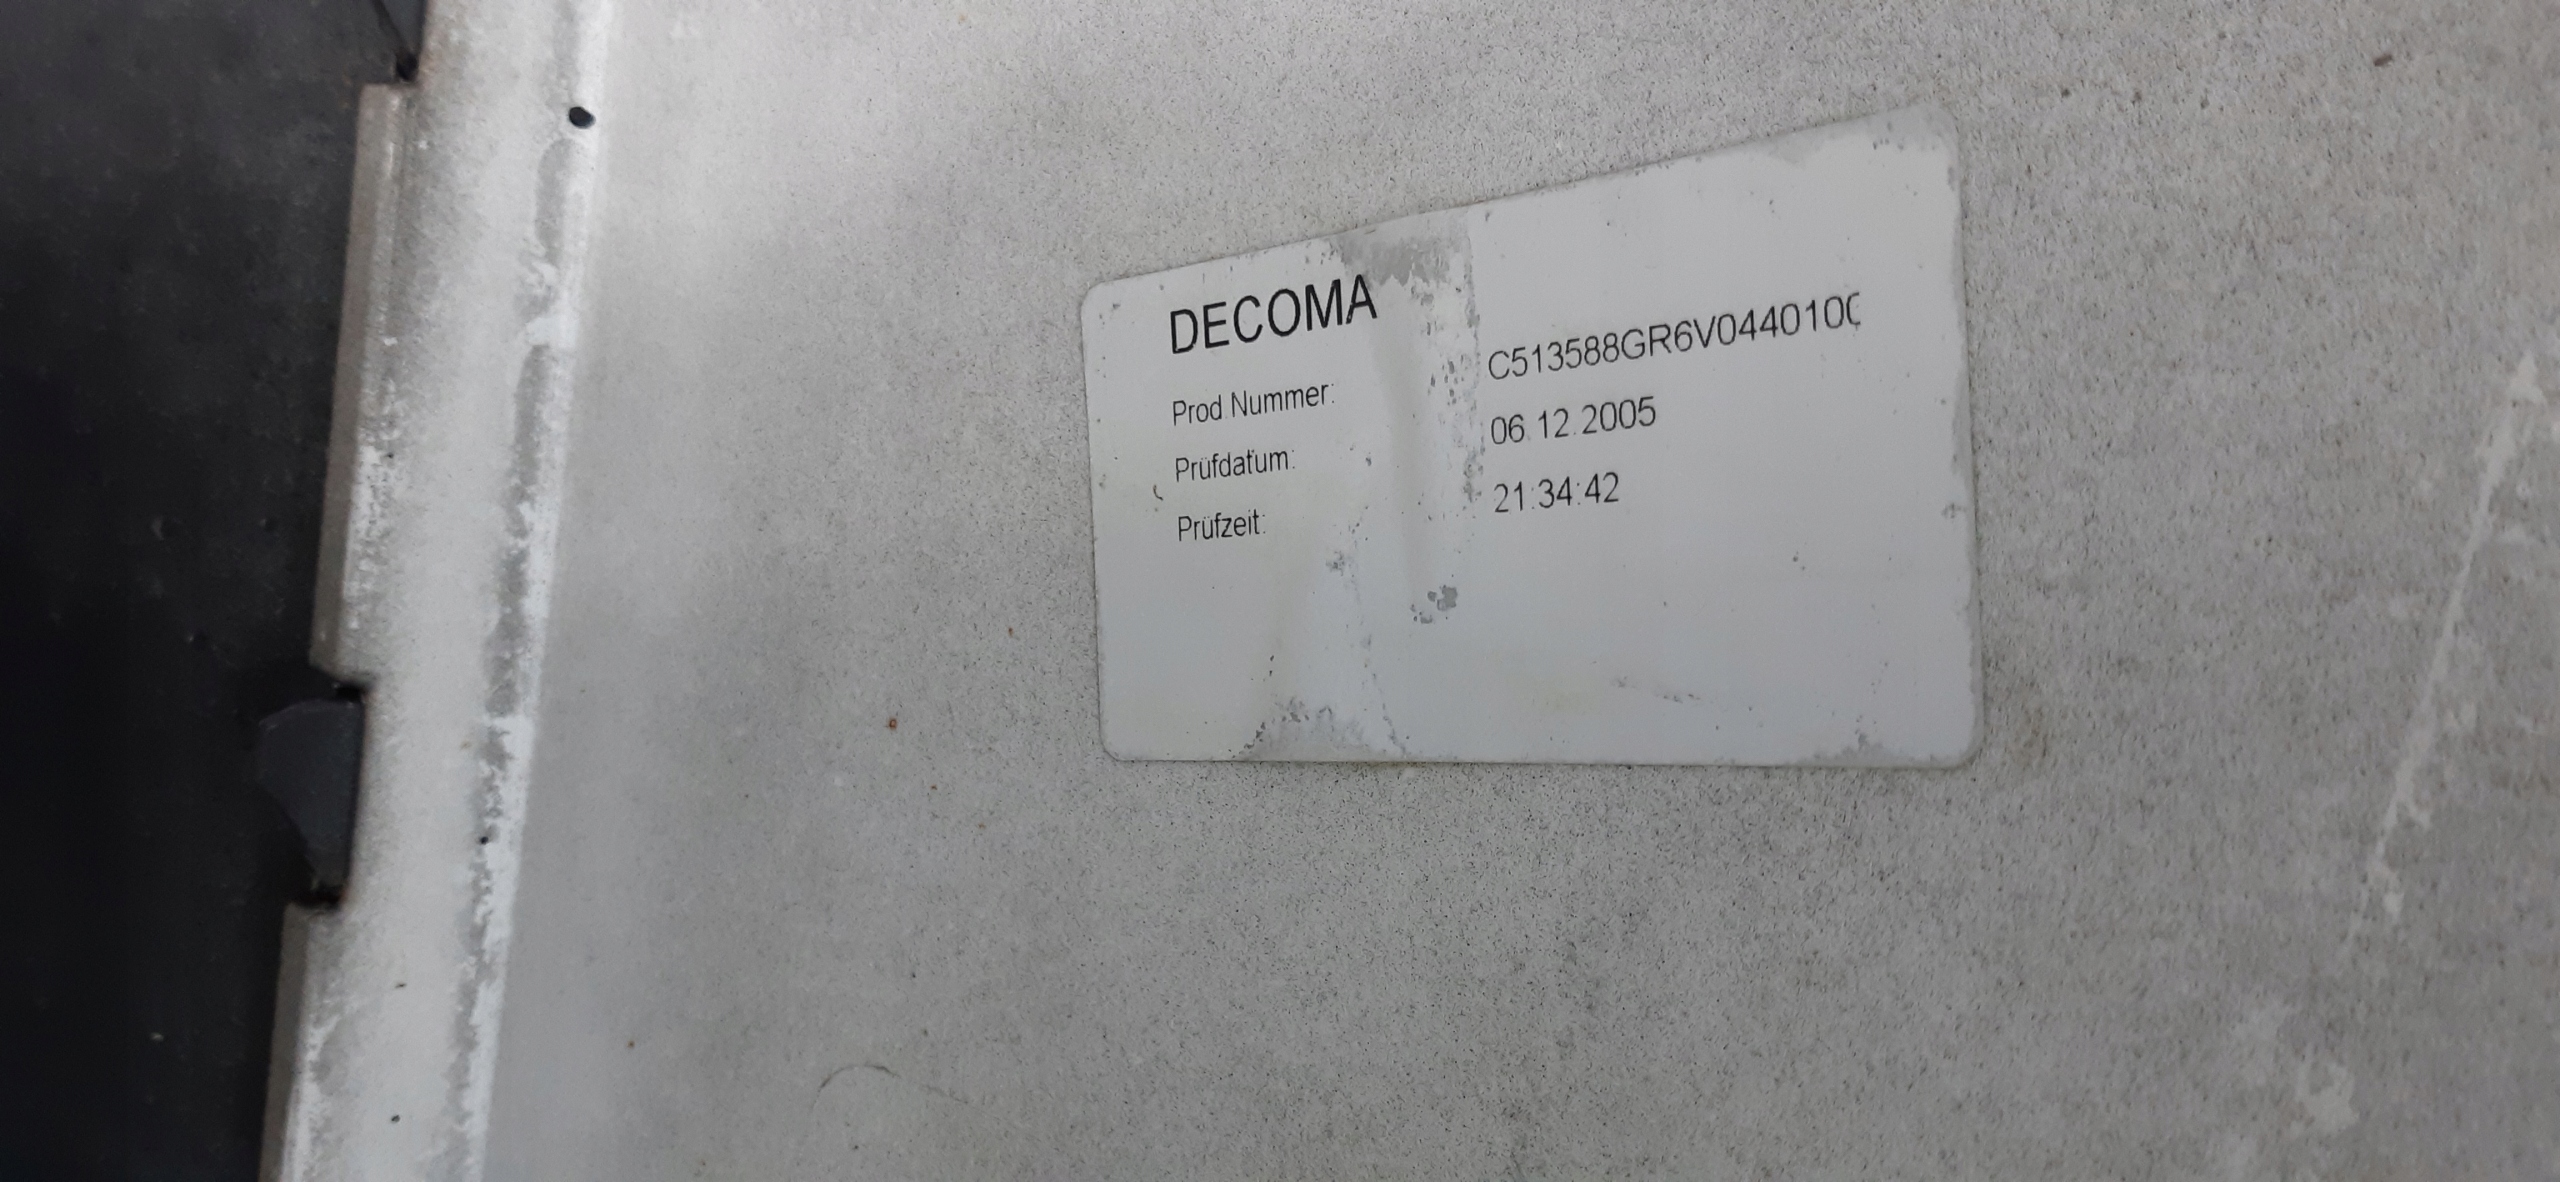 DECOMA
Prod.Nummer: C513588GR6V044010
Prüfdatum: 06.12.2005
Prüfzeit: 21:34:42